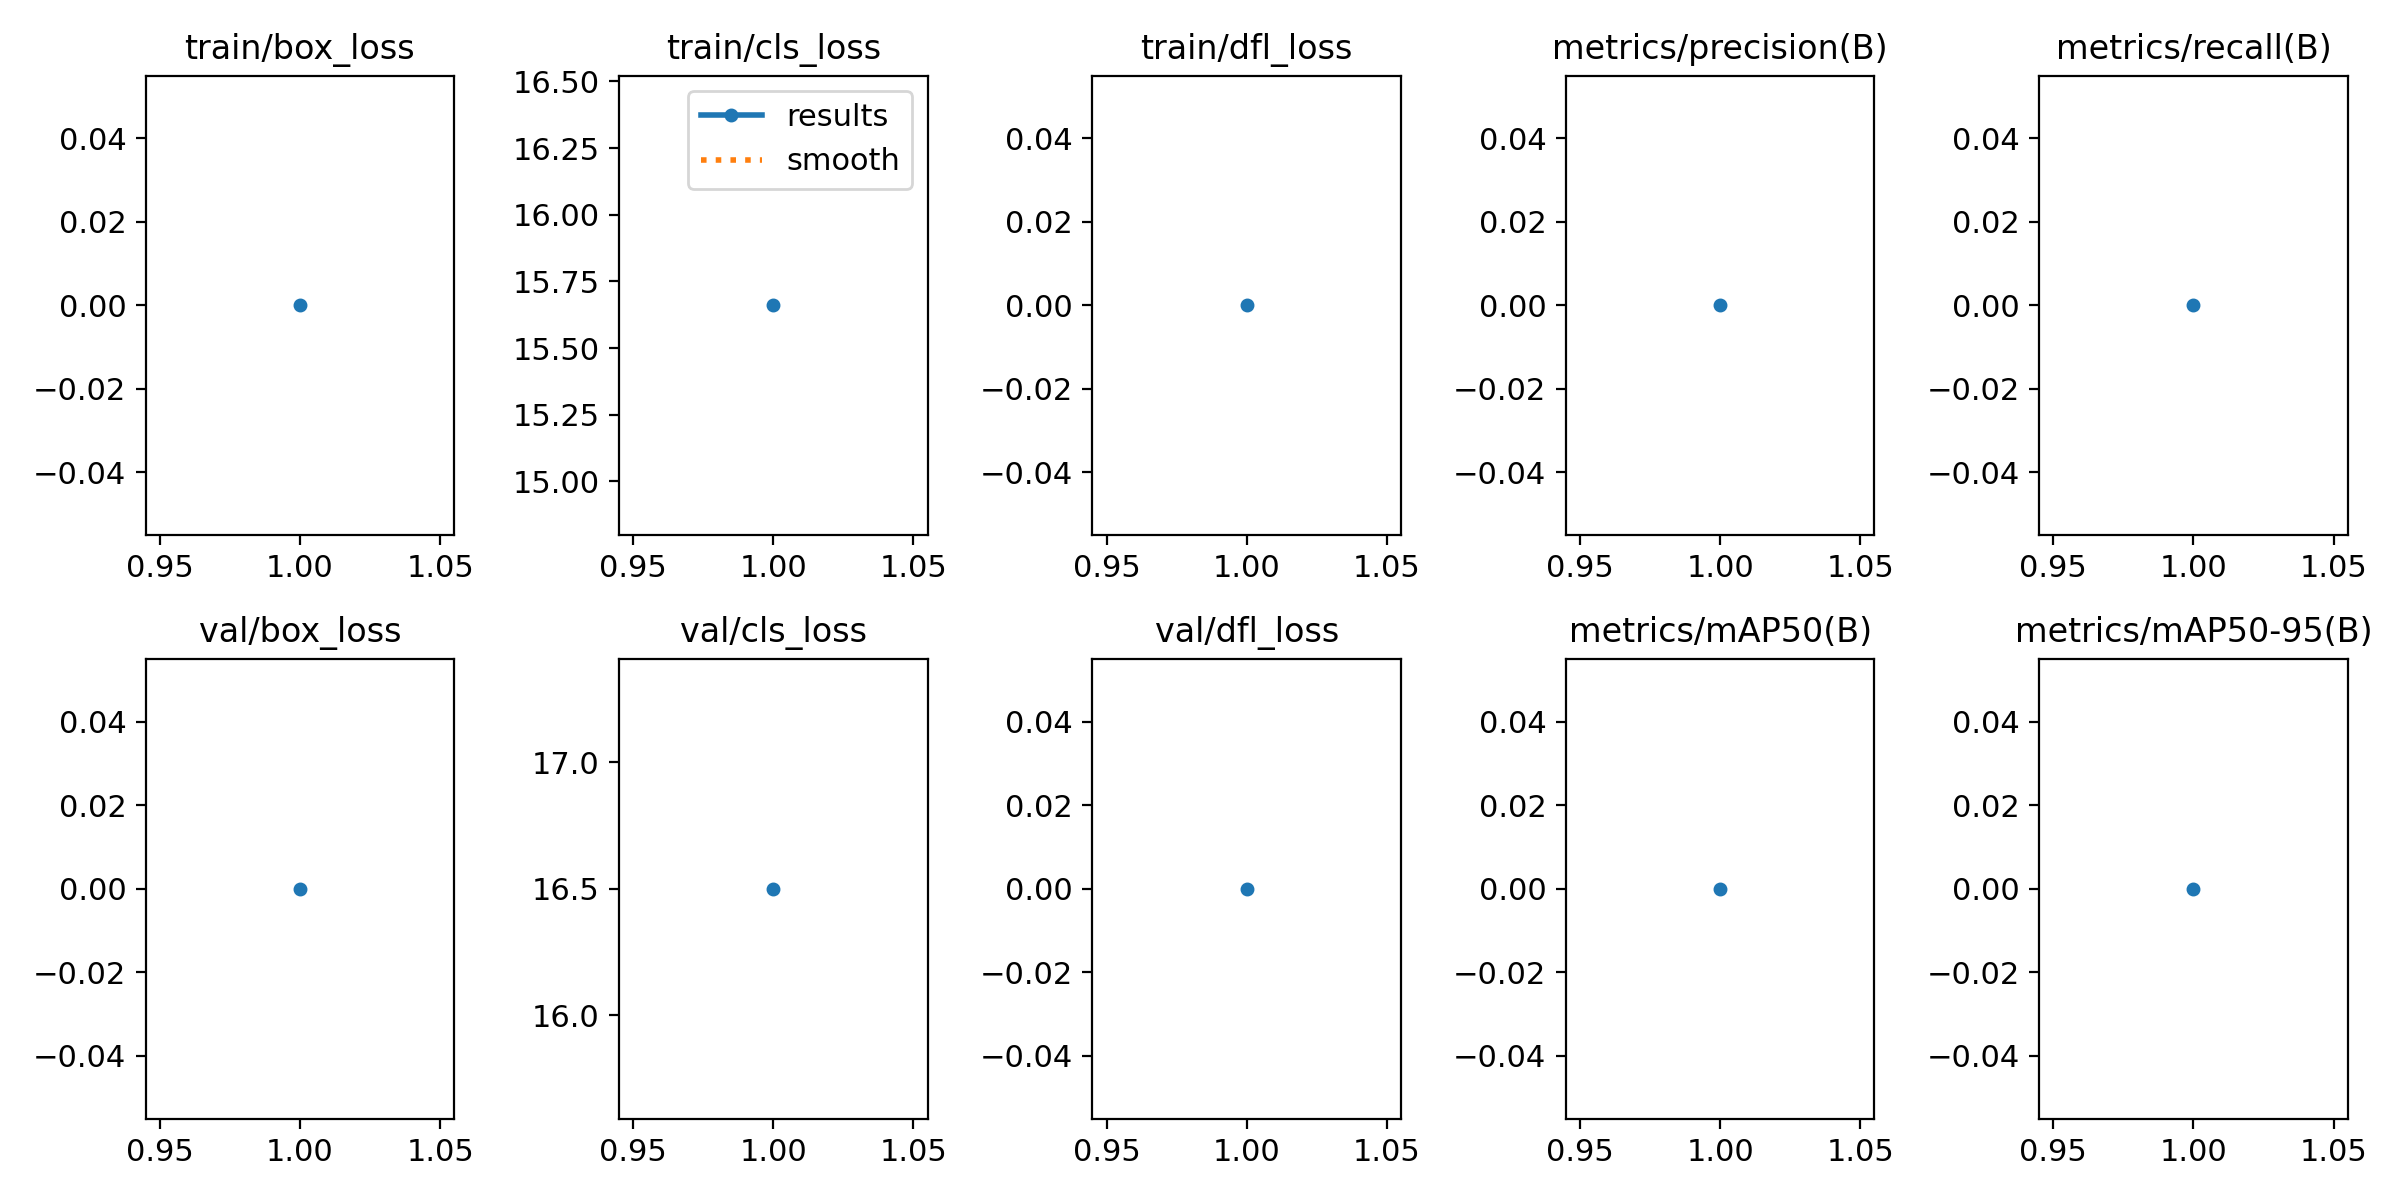 train/box_loss
0.04
0.02
0.00
−0.02
−0.04
0.95 1.00 1.05
train/cls_loss
results
smooth
16.50
16.25
16.00
15.75
15.50
15.25
15.00
0.95 1.00 1.05
train/dfl_loss
0.04
0.02
0.00
−0.02
−0.04
0.95 1.00 1.05
metrics/precision(B)
0.04
0.02
0.00
−0.02
−0.04
0.95 1.00 1.05
metrics/recall(B)
0.04
0.02
0.00
−0.02
−0.04
0.95 1.00 1.05
val/box_loss
0.04
0.02
0.00
−0.02
−0.04
0.95 1.00 1.05
val/cls_loss
17.0
16.5
16.0
0.95 1.00 1.05
val/dfl_loss
0.04
0.02
0.00
−0.02
−0.04
0.95 1.00 1.05
metrics/mAP50(B)
0.04
0.02
0.00
−0.02
−0.04
0.95 1.00 1.05
metrics/mAP50-95(B)
0.04
0.02
0.00
−0.02
−0.04
0.95 1.00 1.05